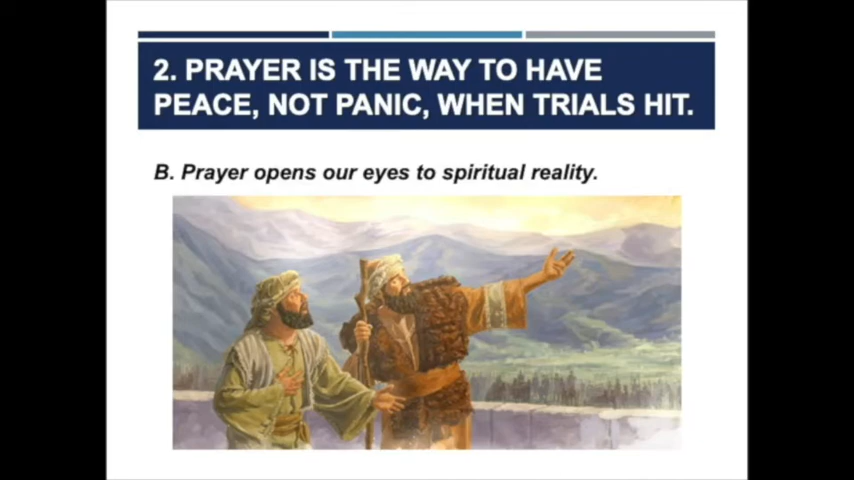 2. PRAYER IS THE WAY TO HAVE
PEACE, NOT PANIC, WHEN TRIALS HIT.
B. Prayer opens our eyes to spiritual reality.